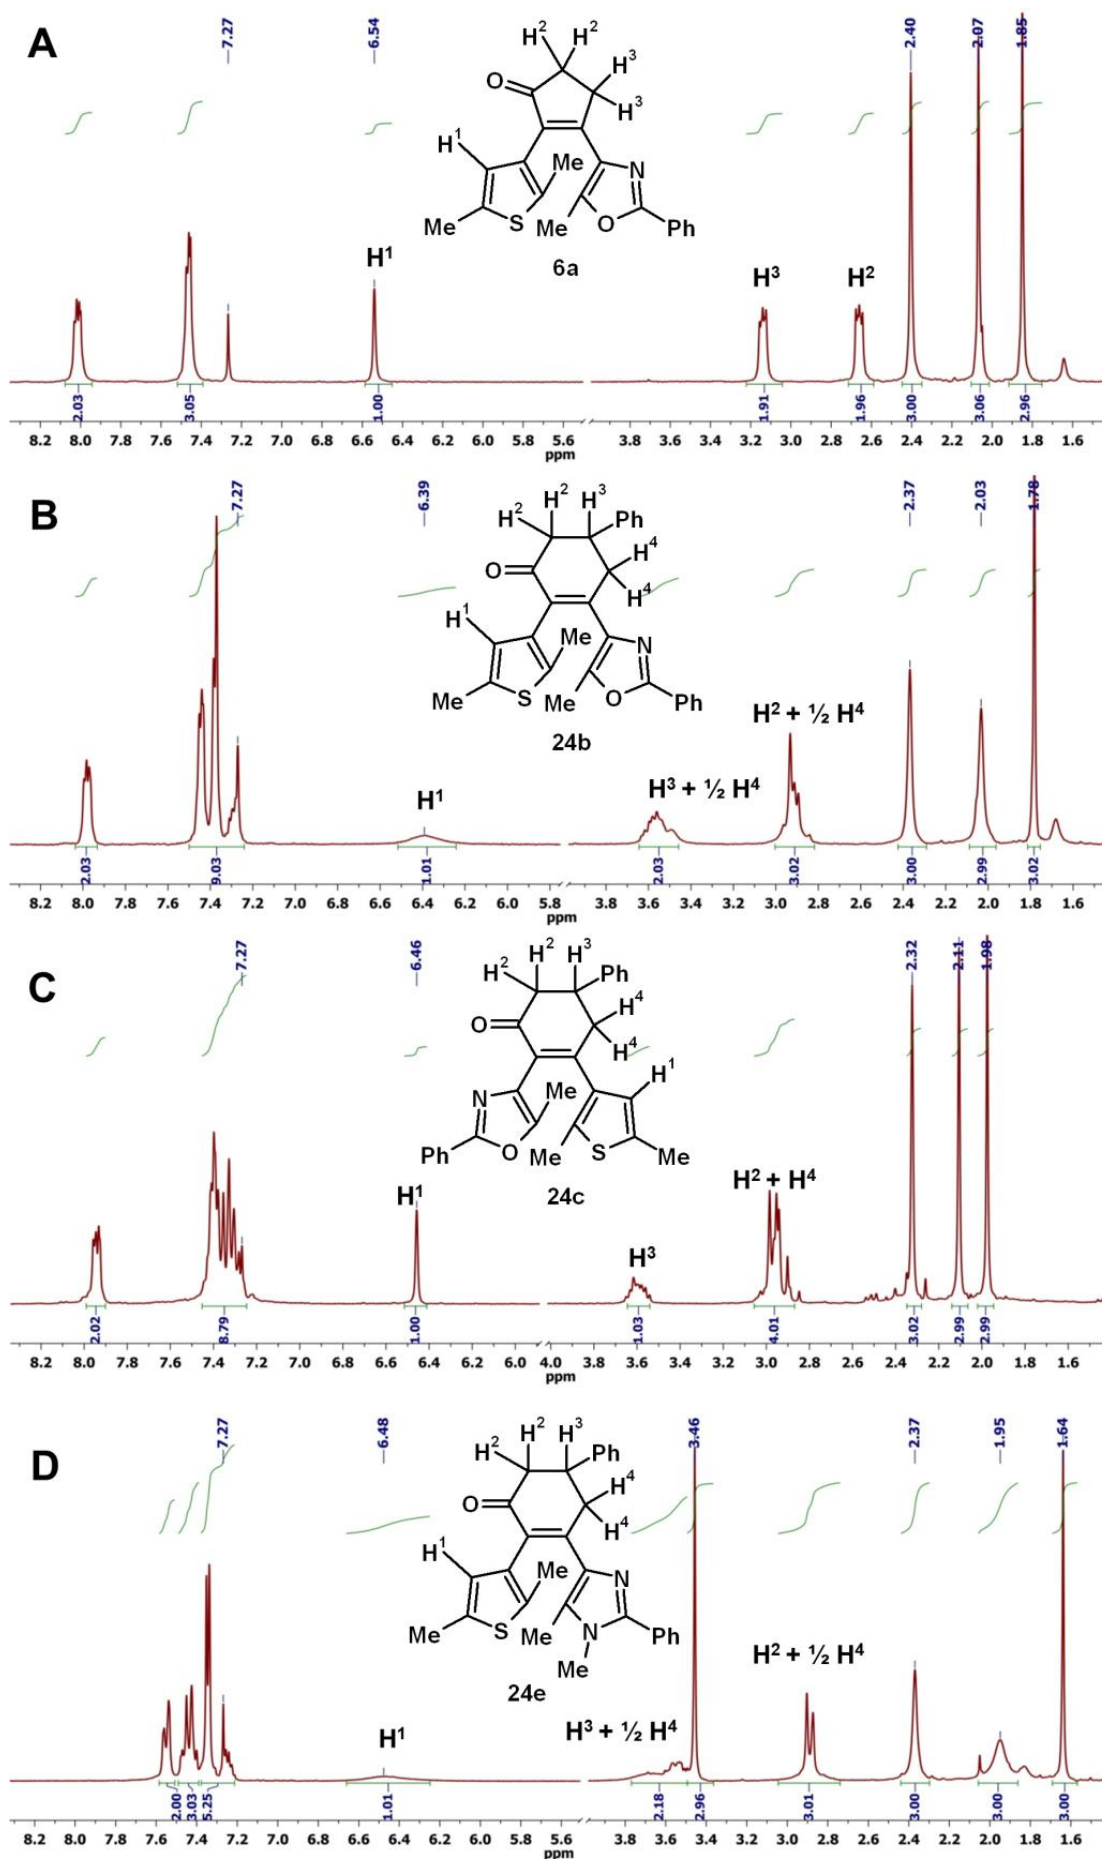 A
7.27
6.54
2.40
2.07
1.85
H² H²
O
H³
H³
H¹
Me
N
Me
S
Me
O
Ph
6a
H¹
H³
H²
2.03
3.05
1.00
1.91
1.96
3.00
3.06
2.96
8.2 8.0 7.8 7.6 7.4 7.2 7.0 6.8 6.6 6.4 6.2 6.0 5.8 5.6 3.8 3.6 3.4 3.2 3.0 2.8 2.6 2.4 2.2 2.0 1.8 1.6
ppm ppm
B
7.27
6.39
2.37
2.03
1.78
H² H² H³
Ph
H⁴
O
H⁴
H¹
Me
N
Me
S
Me
O
Ph
24b
H¹
H³ + ½ H⁴
H² + ½ H⁴
2.03
9.03
1.01
2.03
3.02
3.00
2.99
3.02
8.2 8.0 7.8 7.6 7.4 7.2 7.0 6.8 6.6 6.4 6.2 6.0 5.8 3.8 3.6 3.4 3.2 3.0 2.8 2.6 2.4 2.2 2.0 1.8 1.6
ppm ppm
C
7.27
6.46
2.32
2.11
1.98
H² H² H³
Ph
H⁴
O
H⁴
H¹
N
Me
Ph
O
Me
S
Me
24c
H¹
H³
H² + H⁴
2.02
8.79
1.00
1.03
4.01
3.02
2.99
2.99
8.2 8.0 7.8 7.6 7.4 7.2 7.0 6.8 6.6 6.4 6.2 6.0 4.0 3.8 3.6 3.4 3.2 3.0 2.8 2.6 2.4 2.2 2.0 1.8 1.6
ppm ppm
D
7.27
6.48
3.46
2.37
1.95
1.64
H² H² H³
Ph
H⁴
O
H⁴
H¹
Me
N
Me
S
Me
N
Ph
Me
24e
H¹
H³ + ½ H⁴
H² + ½ H⁴
2.00
3.03
5.25
1.01
2.18
2.96
3.01
3.00
3.00
3.00
8.2 8.0 7.8 7.6 7.4 7.2 7.0 6.8 6.6 6.4 6.2 6.0 5.8 5.6 3.8 3.6 3.4 3.2 3.0 2.8 2.6 2.4 2.2 2.0 1.8 1.6
ppm ppm